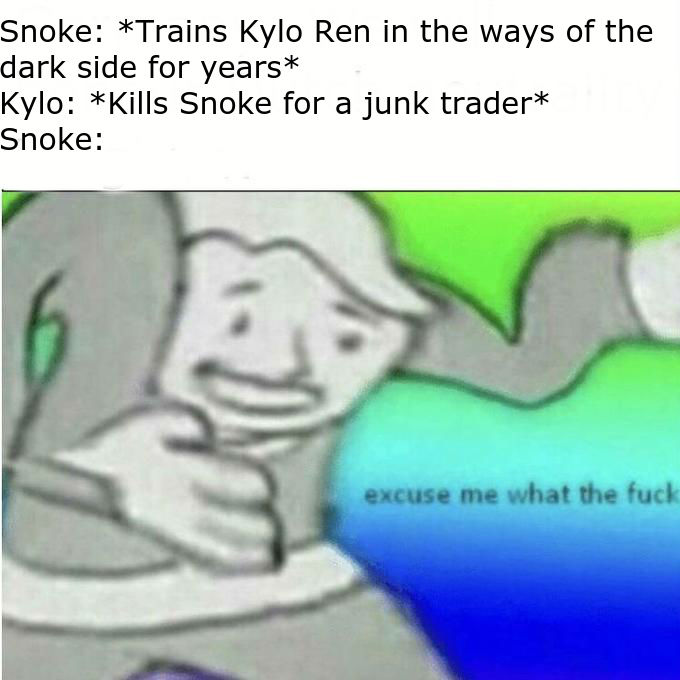 Snoke: *Trains Kylo Ren in the ways of the
dark side for years*
Kylo: *Kills Snoke for a junk trader*
Snoke:
excuse me what the fuck